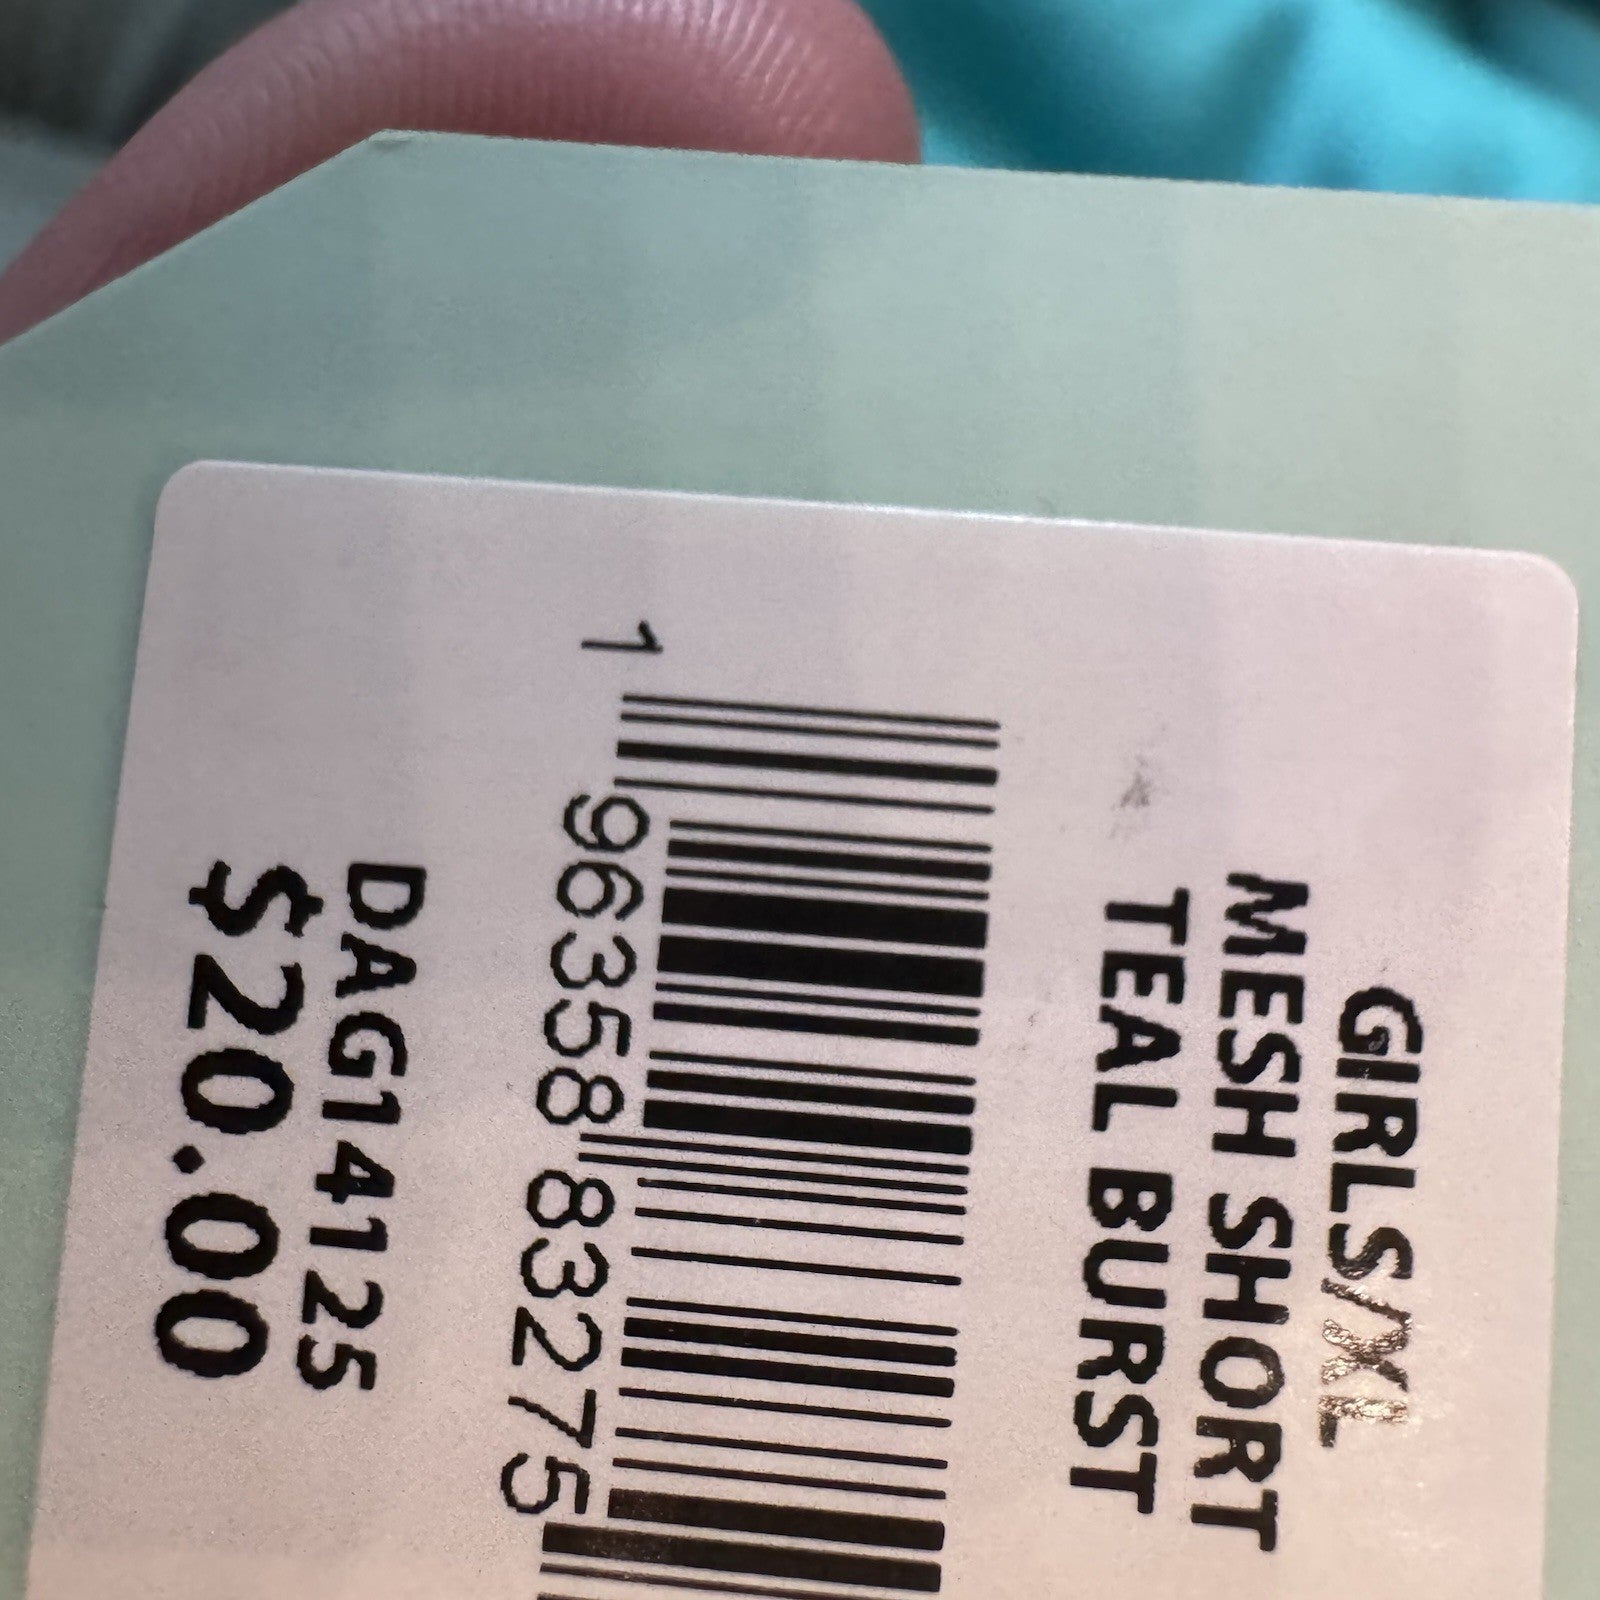 GIRLS/XL
MESH SHORT
TEAL BURST
1 96358 83275
DAG14125
$20.00